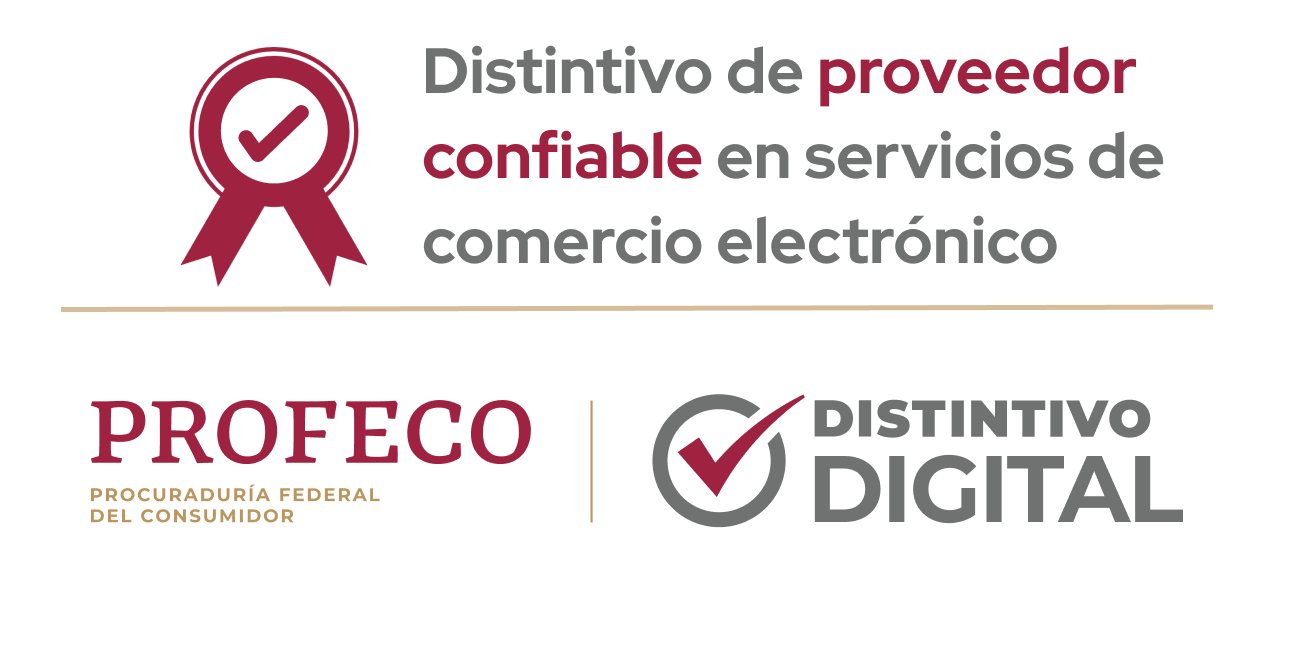 Distintivo de proveedor
confiable en servicios de
comercio electrónico
PROFECO
PROCURADURÍA FEDERAL
DEL CONSUMIDOR
DISTINTIVO
DIGITAL